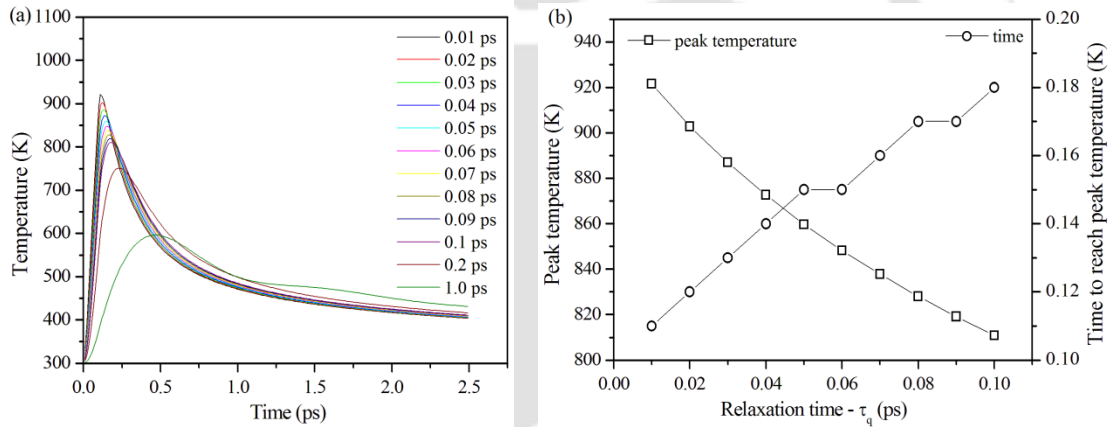 (a)
1100
1000
900
800
700
600
500
400
300
Temperature (K)
0.01 ps
0.02 ps
0.03 ps
0.04 ps
0.05 ps
0.06 ps
0.07 ps
0.08 ps
0.09 ps
0.1 ps
0.2 ps
1.0 ps
0.0 0.5 1.0 1.5 2.0 2.5
Time (ps)
(b)
940
920
900
880
860
840
820
800
Peak temperature (K)
peak temperature
time
0.20
0.18
0.16
0.14
0.12
0.10
Time to reach peak temperature (K)
0.00 0.02 0.04 0.06 0.08 0.10
Relaxation time - τq (ps)